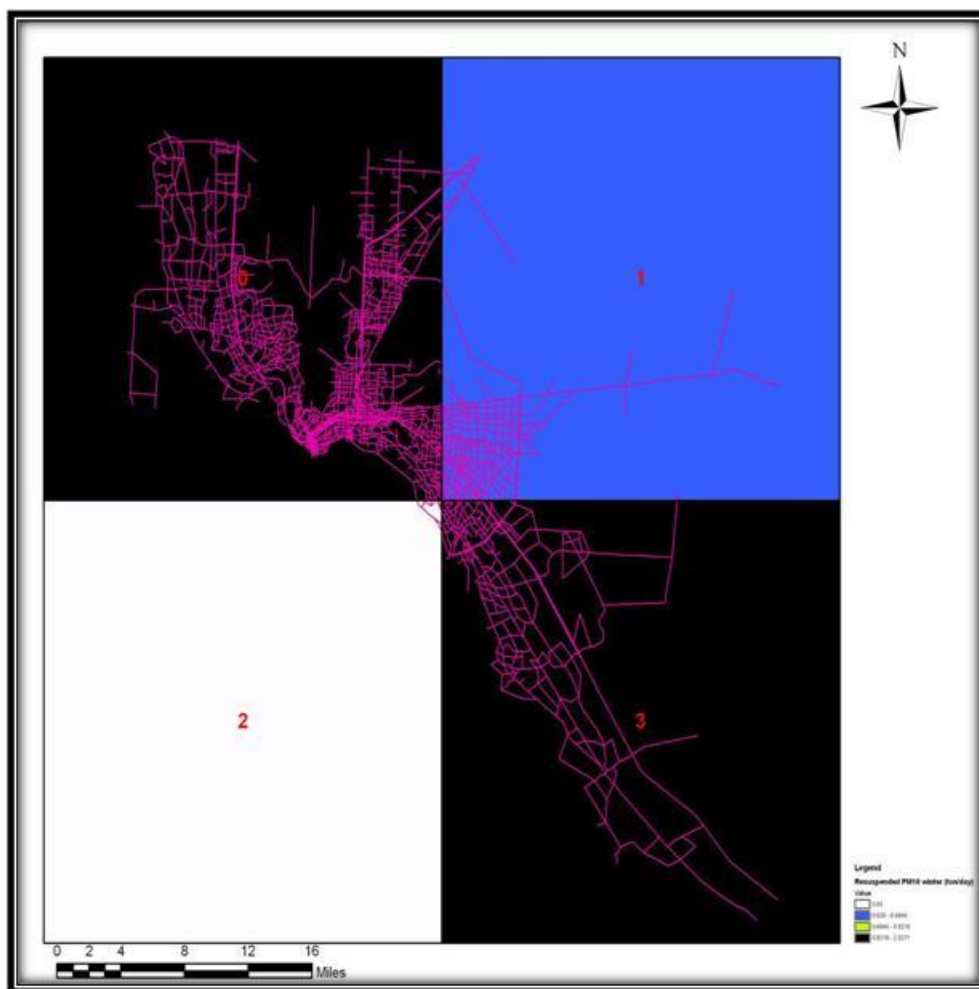 N
0
1
2
3
0 2 4 8 12 16
Miles
Legend
Resuspended PM10 winter (ton/day)
Value